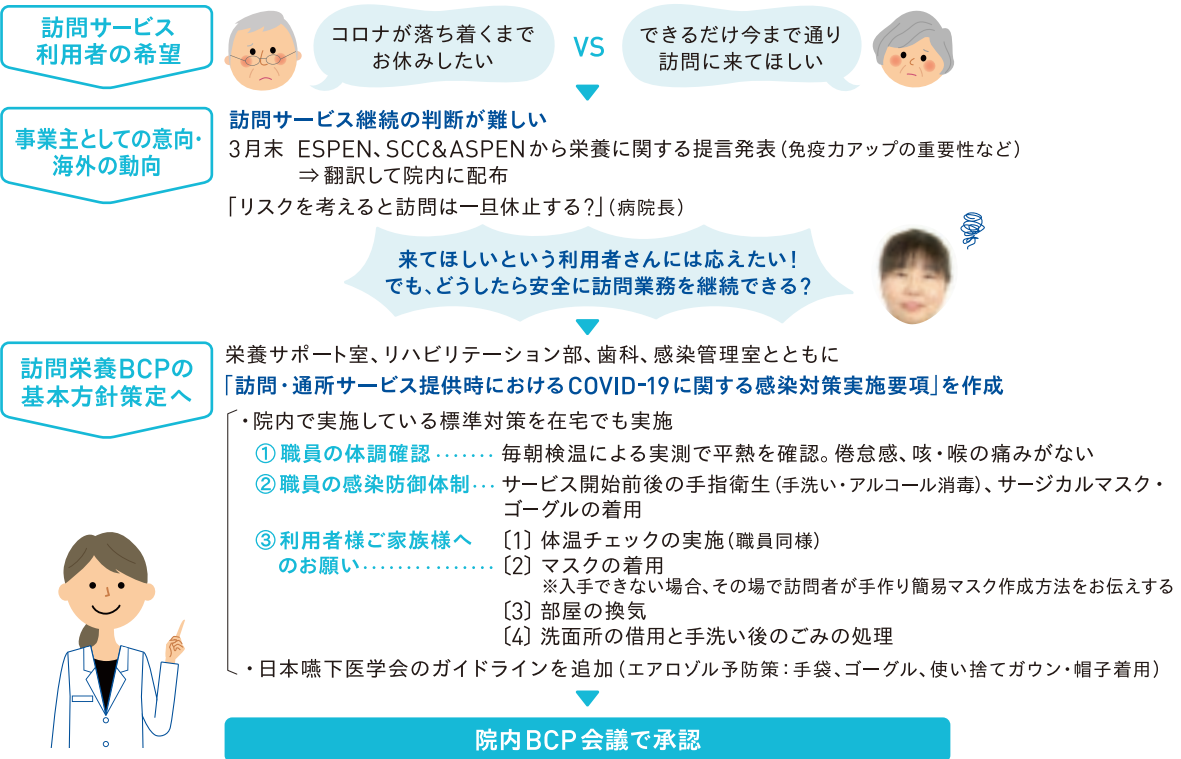 訪問サービス
利用者の希望
コロナが落ち着くまで
お休みしたい
VS
できるだけ今まで通り
訪問に来てほしい
事業主としての意向・
海外の動向
訪問サービス継続の判断が難しい
3月末 ESPEN、SCC&ASPENから栄養に関する提言発表(免疫力アップの重要性など)
⇒翻訳して院内に配布
「リスクを考えると訪問は一旦休止する?」(病院長)
来てほしいという利用者さんには応えたい!
でも、どうしたら安全に訪問業務を継続できる?
訪問栄養BCPの
基本方針策定へ
栄養サポート室、リハビリテーション部、歯科、感染管理室とともに
「訪問・通所サービス提供時におけるCOVID-19に関する感染対策実施要項」を作成
・院内で実施している標準対策を在宅でも実施
①職員の体調確認・・・・・・・ 毎朝検温による実測で平熱を確認。倦怠感、咳・喉の痛みがない
②職員の感染防御体制・・・ サービス開始前後の手指衛生(手洗い・アルコール消毒)、サージカルマスク・
ゴーグルの着用
③利用者様ご家族様へ
のお願い・・・・・・・・・・・・・・・
〔1〕体温チェックの実施(職員同様)
〔2〕マスクの着用
※入手できない場合、その場で訪問者が手作り簡易マスク作成方法をお伝えする
〔3〕部屋の換気
〔4〕洗面所の借用と手洗い後のごみの処理
・日本嚥下医学会のガイドラインを追加(エアロゾル予防策:手袋、ゴーグル、使い捨てガウン・帽子着用)
院内BCP会議で承認